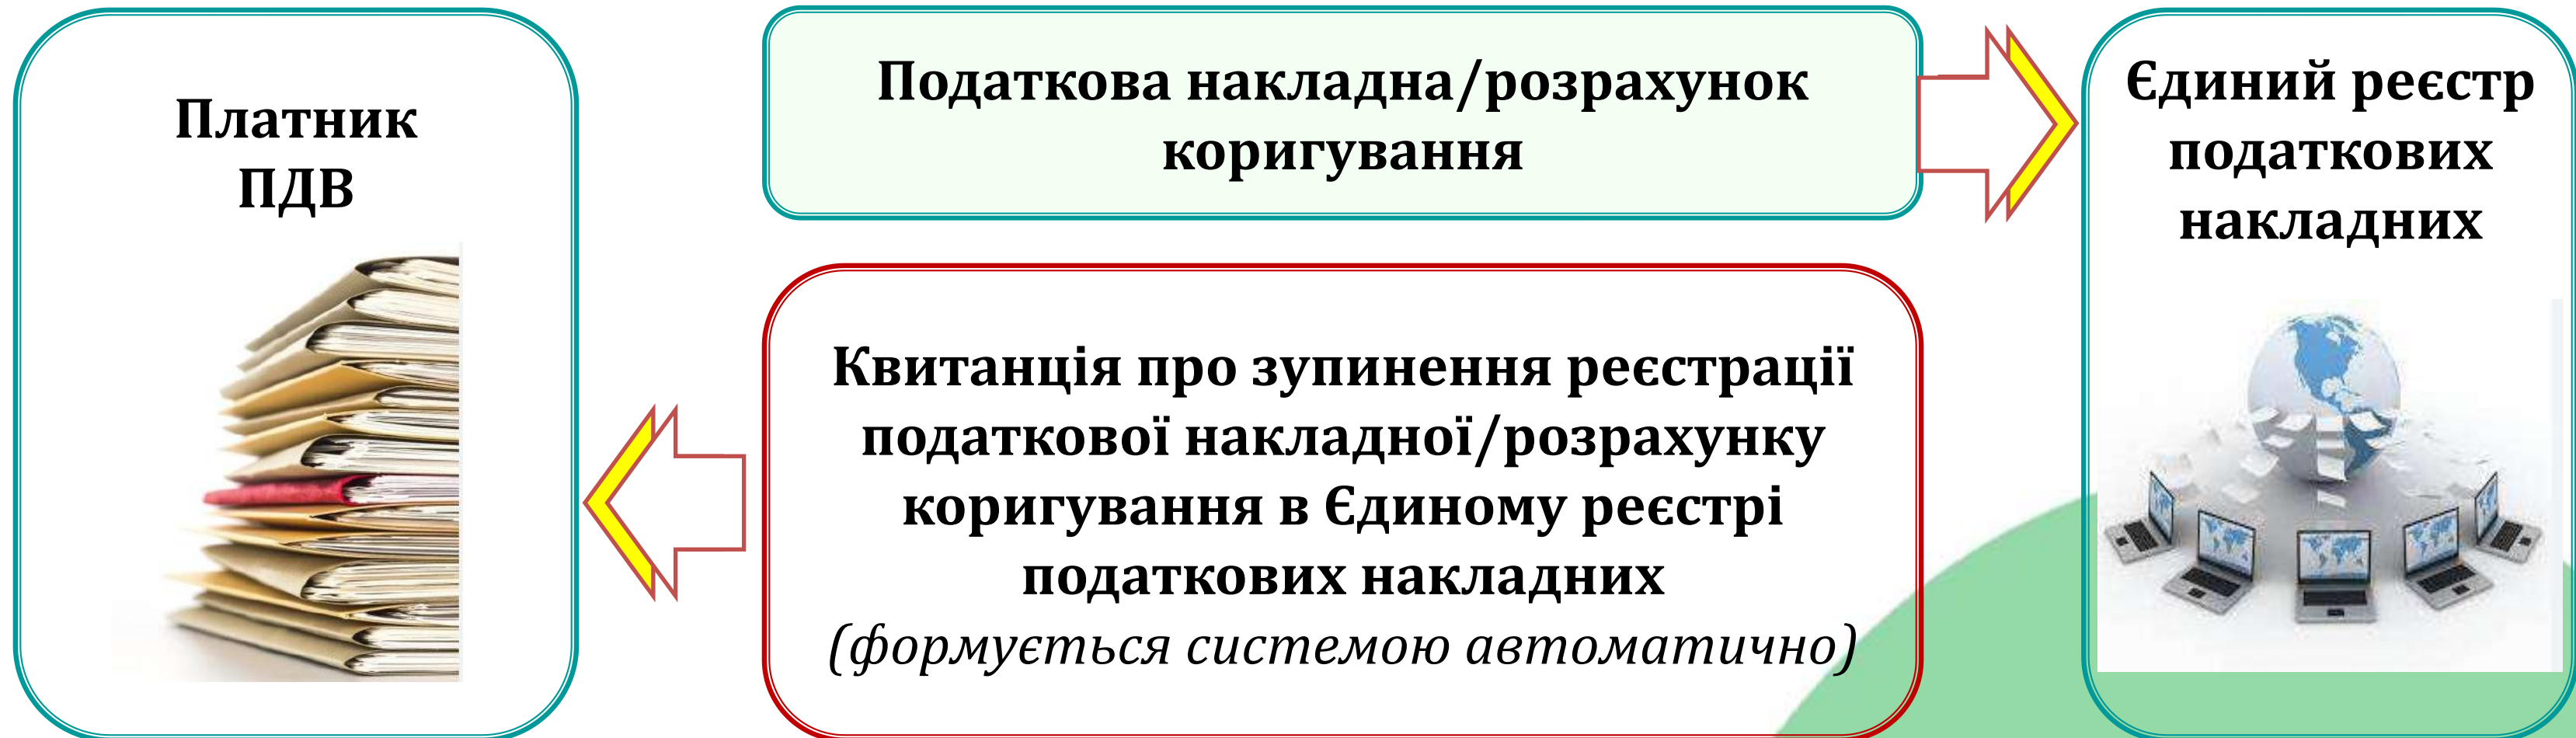 Платник
ПДВ
Податкова накладна/розрахунок
коригування
Єдиний реєстр
податкових
накладних
Квитанція про зупинення реєстрації
податкової накладної/розрахунку
коригування в Єдиному реєстрі
податкових накладних
(формується системою автоматично)